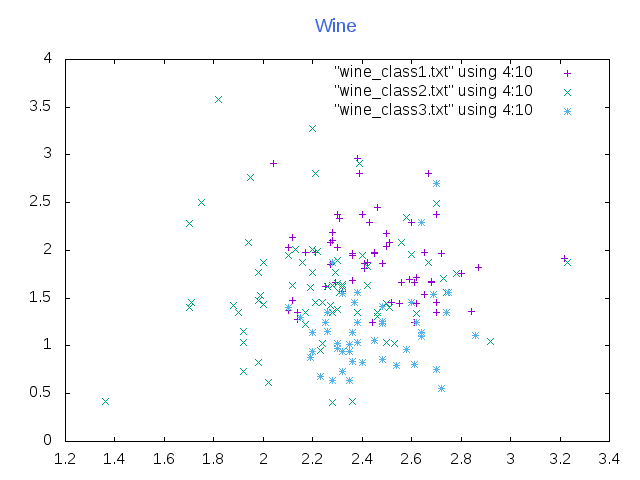 Wine
4
"wine_class1.txt" using 4:10
"wine_class2.txt" using 4:10
"wine_class3.txt" using 4:10
3.5
3
2.5
2
1.5
1
0.5
0
1.2 1.4 1.6 1.8 2 2.2 2.4 2.6 2.8 3 3.2 3.4